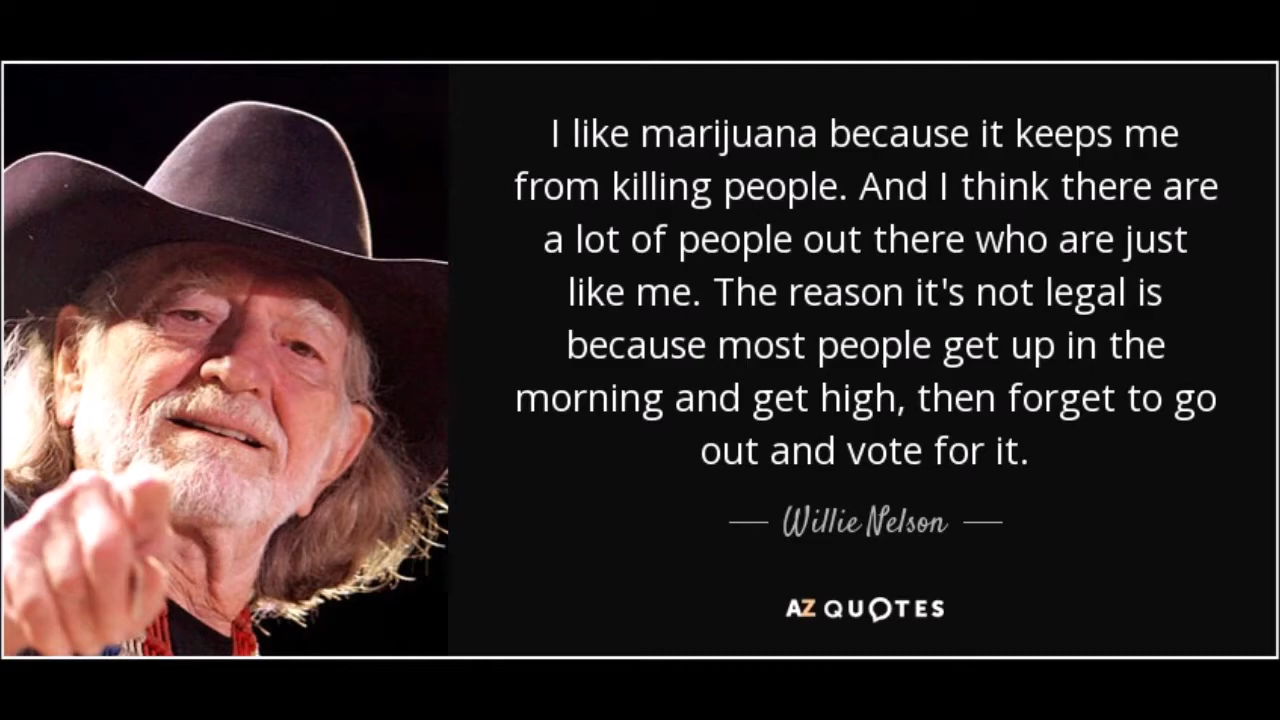 I like marijuana because it keeps me
from killing people. And I think there are
a lot of people out there who are just
like me. The reason it's not legal is
because most people get up in the
morning and get high, then forget to go
out and vote for it.
Willie Nelson
AZ QUOTES